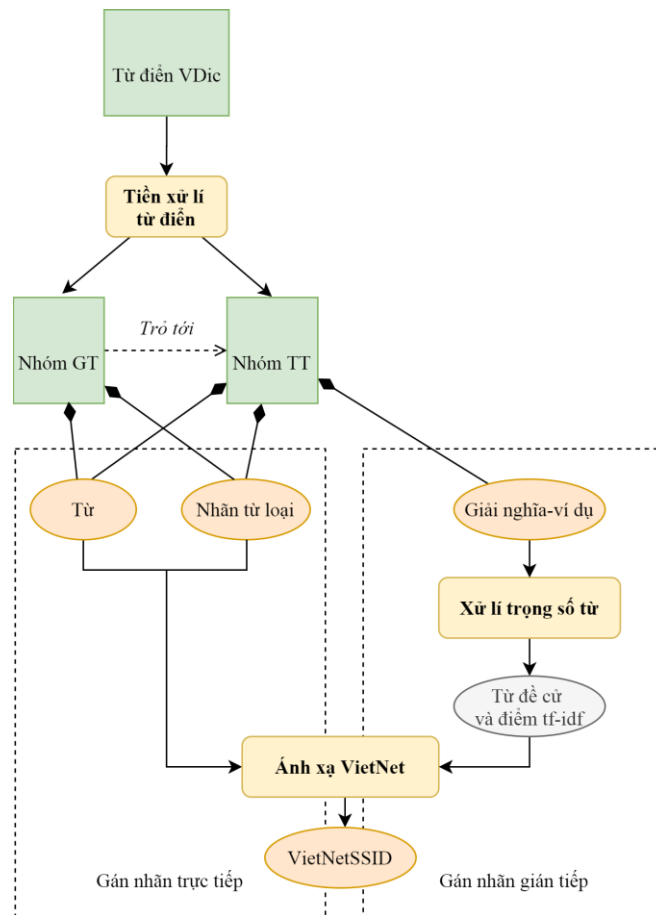 Từ điển VDic
Tiền xử lí
từ điển
Trỏ tới
Nhóm GT
Nhóm TT
Từ
Nhãn từ loại
Giải nghĩa-ví dụ
Xử lí trọng số từ
Từ đề cử
và điểm tf-idf
Ánh xạ VietNet
VietNetSSID
Gán nhãn trực tiếp
Gán nhãn gián tiếp